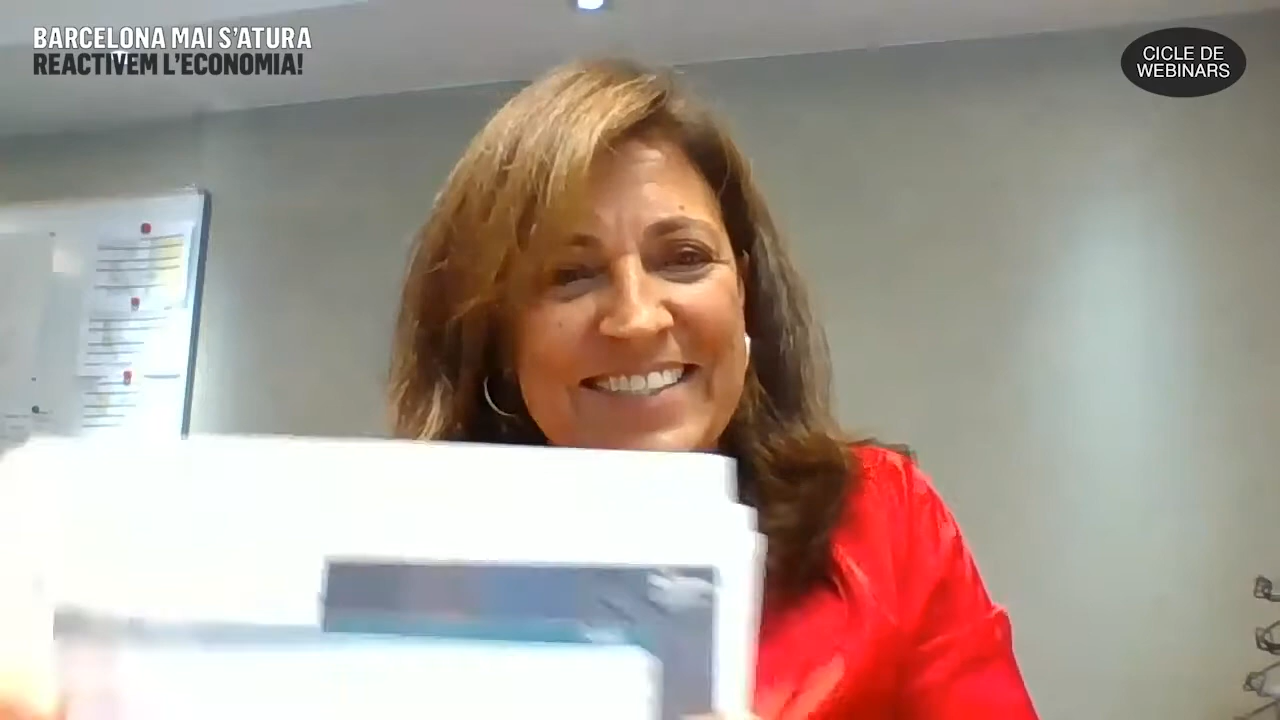 BARCELONA MAI S'ATURA
REACTIVEM L'ECONOMIA!
CICLE DE
WEBINARS